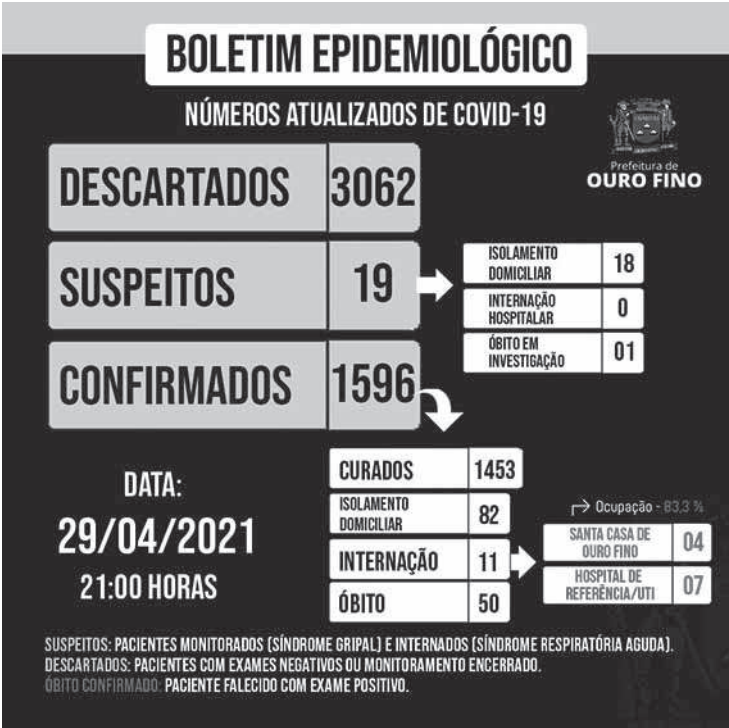 BOLETIM EPIDEMIOLÓGICO
NÚMEROS ATUALIZADOS DE COVID-19
Prefeitura de
OURO FINO
DESCARTADOS 3062
SUSPEITOS 19
ISOLAMENTO
DOMICILIAR 18
INTERNAÇÃO
HOSPITALAR 0
ÓBITO EM
INVESTIGAÇÃO 01
CONFIRMADOS 1596
CURADOS 1453
ISOLAMENTO
DOMICILIAR 82
INTERNAÇÃO 11
ÓBITO 50
Ocupação - 83,3 %
SANTA CASA DE
OURO FINO 04
HOSPITAL DE
REFERÊNCIA/UTI 07
DATA:
29/04/2021
21:00 HORAS
SUSPEITOS: PACIENTES MONITORADOS (SÍNDROME GRIPAL) E INTERNADOS (SÍNDROME RESPIRATÓRIA AGUDA).
DESCARTADOS: PACIENTES COM EXAMES NEGATIVOS OU MONITORAMENTO ENCERRADO.
ÓBITO CONFIRMADO: PACIENTE FALECIDO COM EXAME POSITIVO.